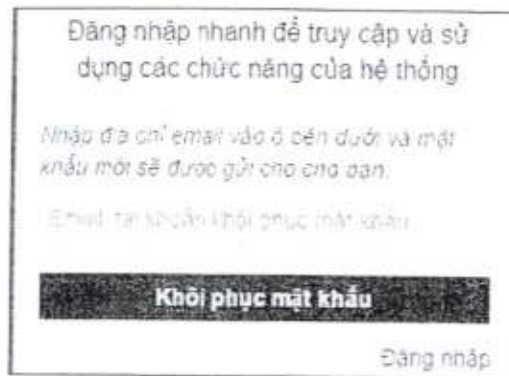 Đăng nhập nhanh để truy cập và sử
dụng các chức năng của hệ thống
Nhập địa chỉ email vào ô bên dưới và mật
khẩu mới sẽ được gửi cho cho bạn.
Email tài khoản khôi phục mật khẩu
Khôi phục mật khẩu
Đăng nhập